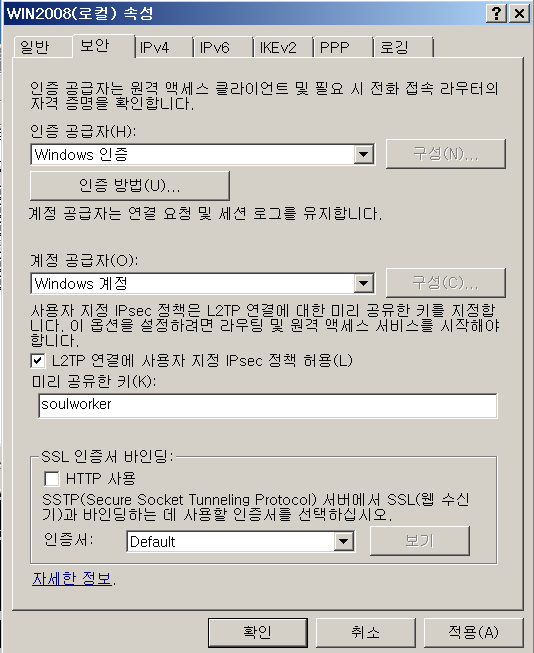 WIN2008(로컬) 속성
일반 보안 IPv4 IPv6 IKEv2 PPP 로깅
인증 공급자는 원격 액세스 클라이언트 및 필요 시 전화 접속 라우터의
자격 증명을 확인합니다.
인증 공급자(H):
Windows 인증 구성(N)...
인증 방법(U)...
계정 공급자는 연결 요청 및 세션 로그를 유지합니다.
계정 공급자(O):
Windows 계정 구성(C)...
사용자 지정 IPsec 정책은 L2TP 연결에 대한 미리 공유한 키를 지정합
니다. 이 옵션을 설정하려면 라우팅 및 원격 액세스 서비스를 시작해야
합니다.
L2TP 연결에 사용자 지정 IPsec 정책 허용(L)
미리 공유한 키(K):
soulworker
SSL 인증서 바인딩:
HTTP 사용
SSTP(Secure Socket Tunneling Protocol) 서버에서 SSL(웹 수신
기)과 바인딩하는 데 사용할 인증서를 선택하십시오.
인증서: Default 보기
자세한 정보.
확인 취소 적용(A)